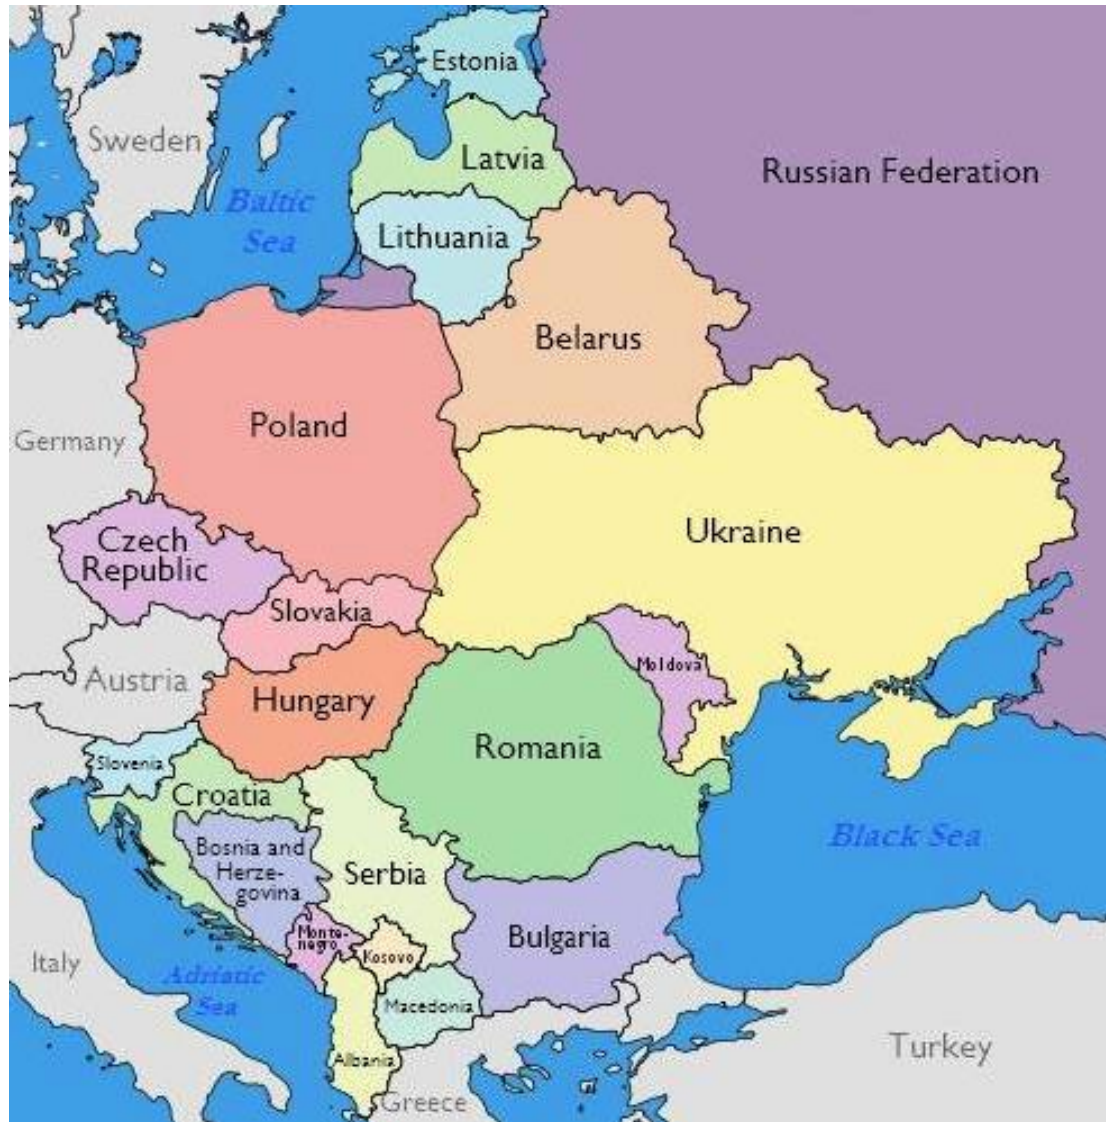 Estonia
Sweden
Latvia
Russian Federation
Baltic
Sea
Lithuania
Belarus
Poland
Germany
Ukraine
Czech
Republic
Slovakia
Moldova
Austria
Hungary
Romania
Slovenia
Croatia
Black Sea
Bosnia and
Herze-
govina
Serbia
Monte-
negro
Bulgaria
Kosovo
Italy
Adriatic
Sea
Macedonia
Turkey
Albania
Greece